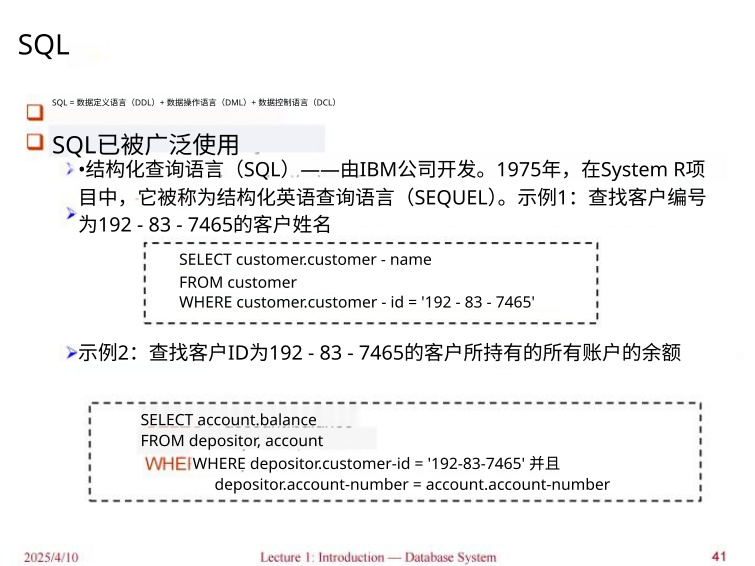 SQL
SQL = 数据定义语言（DDL）+ 数据操作语言（DML）+ 数据控制语言（DCL）
SQL已被广泛使用
•结构化查询语言（SQL）——由IBM公司开发。1975年，在System R项
目中，它被称为结构化英语查询语言（SEQUEL）。示例1：查找客户编号
为192 - 83 - 7465的客户姓名
SELECT customer.customer - name
FROM customer
WHERE customer.customer - id = '192 - 83 - 7465'
示例2：查找客户ID为192 - 83 - 7465的客户所持有的所有账户的余额
SELECT account.balance
FROM depositor, account
WHEI WHERE depositor.customer-id = '192-83-7465' 并且
depositor.account-number = account.account-number
2025/4/10 Lecture 1: Introduction — Database System 41